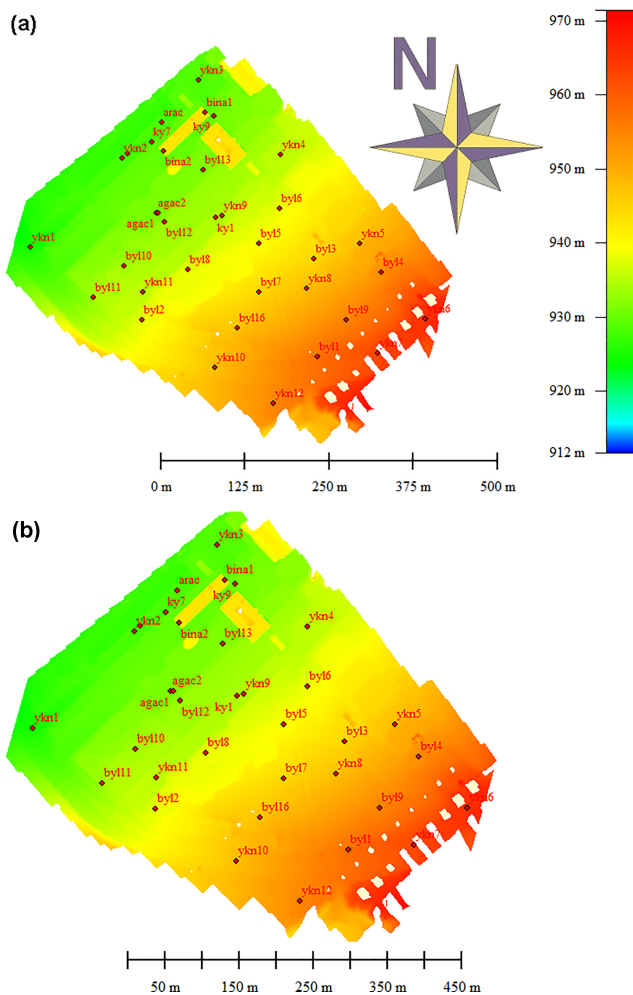 (a)
N
970 m
960 m
950 m
940 m
930 m
920 m
912 m
ykn3
bina1
arac
ky7
ky9
ykn2
bina2
byl13
ykn4
agac2
agac1
byl12
ykn9
ky1
byl6
ykn1
byl10
byl8
byl5
byl3
ykn5
byl4
byl11
ykn11
byl7
ykn8
byl2
byl16
byl9
ykn6
byl1
ykn7
ykn10
ykn12
0 m
125 m
250 m
375 m
500 m
(b)
ykn3
bina1
arac
ky7
ky9
ykn2
bina2
byl13
ykn4
agac2
agac1
byl12
ykn9
ky1
byl6
ykn1
byl10
byl8
byl5
byl3
ykn5
byl4
byl11
ykn11
byl7
ykn8
byl2
byl16
byl9
ykn6
byl1
ykn7
ykn10
ykn12
50 m
150 m
250 m
350 m
450 m